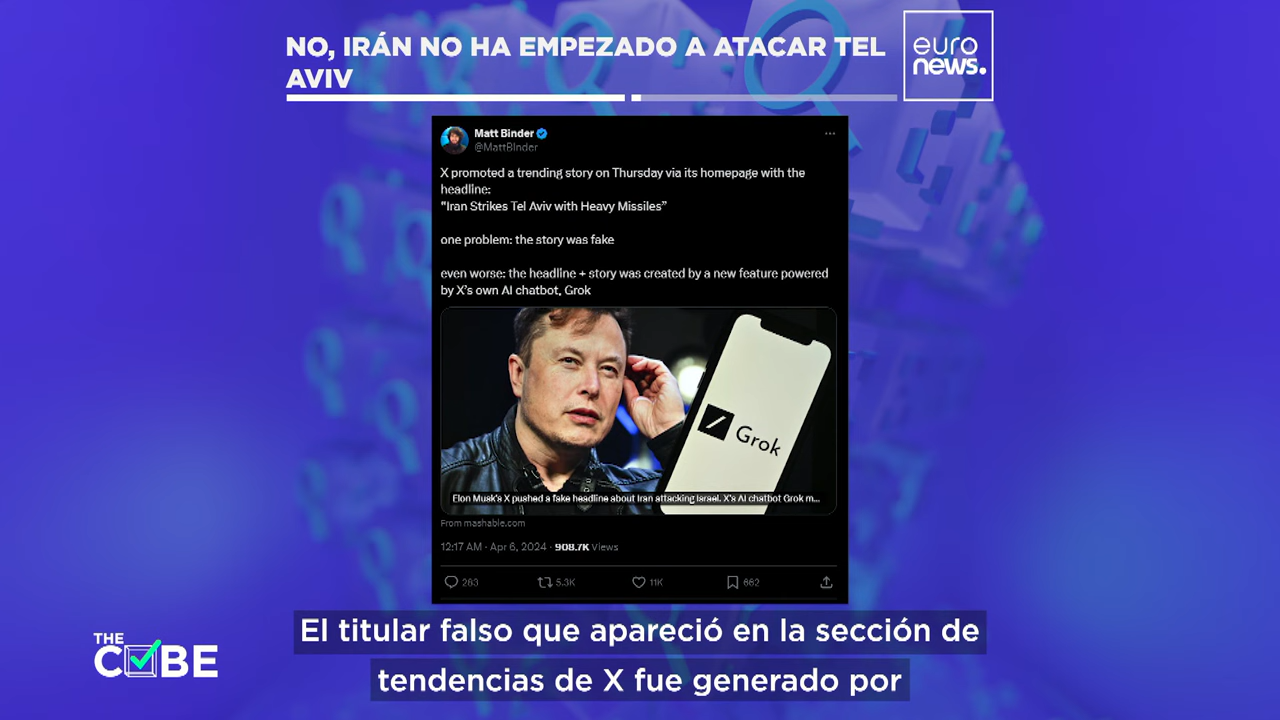 NO, IRÁN NO HA EMPEZADO A ATACAR TEL
AVIV
euro
news.
Matt Binder
@MattBinder
X promoted a trending story on Thursday via its homepage with the
headline:
“Iran Strikes Tel Aviv with Heavy Missiles”
one problem: the story was fake
even worse: the headline + story was created by a new feature powered
by X’s own AI chatbot, Grok
Grok
Elon Musk's X pushed a fake headline about Iran attacking Israel. X's AI chatbot Grok m...
From mashable.com
12:17 AM · Apr 6, 2024 · 908.7K Views
283 5.3K 11K 662
THE
CUBE
El titular falso que apareció en la sección de
tendencias de X fue generado por